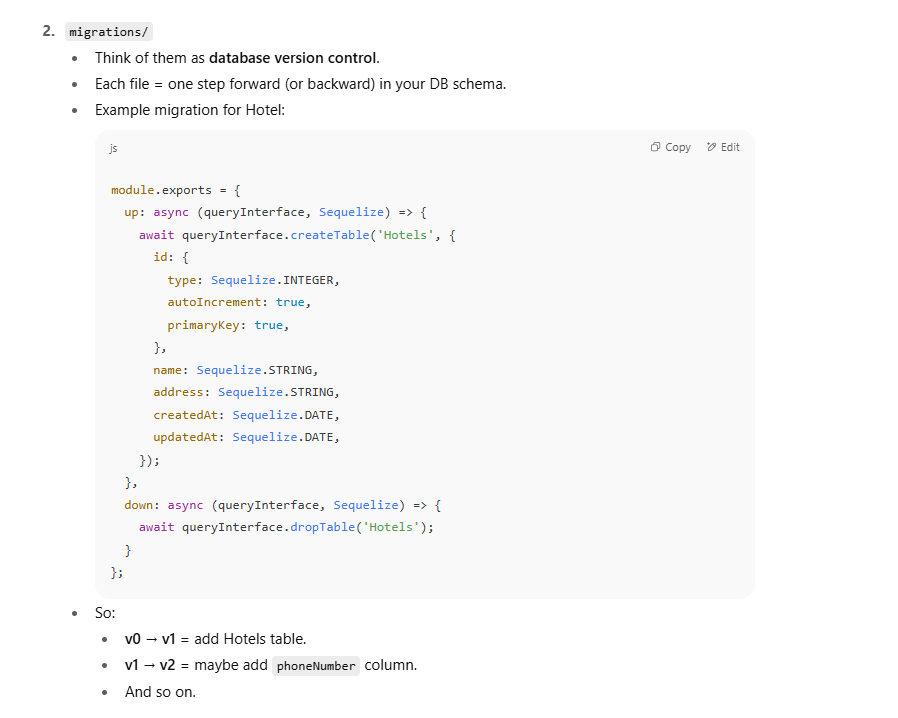 2. migrations/
• Think of them as database version control.
• Each file = one step forward (or backward) in your DB schema.
• Example migration for Hotel:
js
Copy Edit
module.exports = {
  up: async (queryInterface, Sequelize) => {
    await queryInterface.createTable('Hotels', {
      id: {
        type: Sequelize.INTEGER,
        autoIncrement: true,
        primaryKey: true,
      },
      name: Sequelize.STRING,
      address: Sequelize.STRING,
      createdAt: Sequelize.DATE,
      updatedAt: Sequelize.DATE,
    });
  },
  down: async (queryInterface, Sequelize) => {
    await queryInterface.dropTable('Hotels');
  }
};
• So:
• v0 → v1 = add Hotels table.
• v1 → v2 = maybe add phoneNumber column.
• And so on.